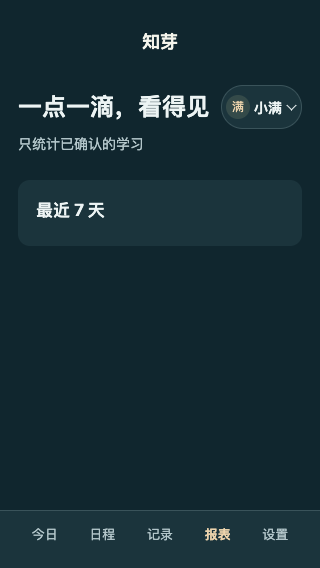 知芽
一点一滴，看得见
满 小满
只统计已确认的学习
最近 7 天
今日 日程 记录 报表 设置